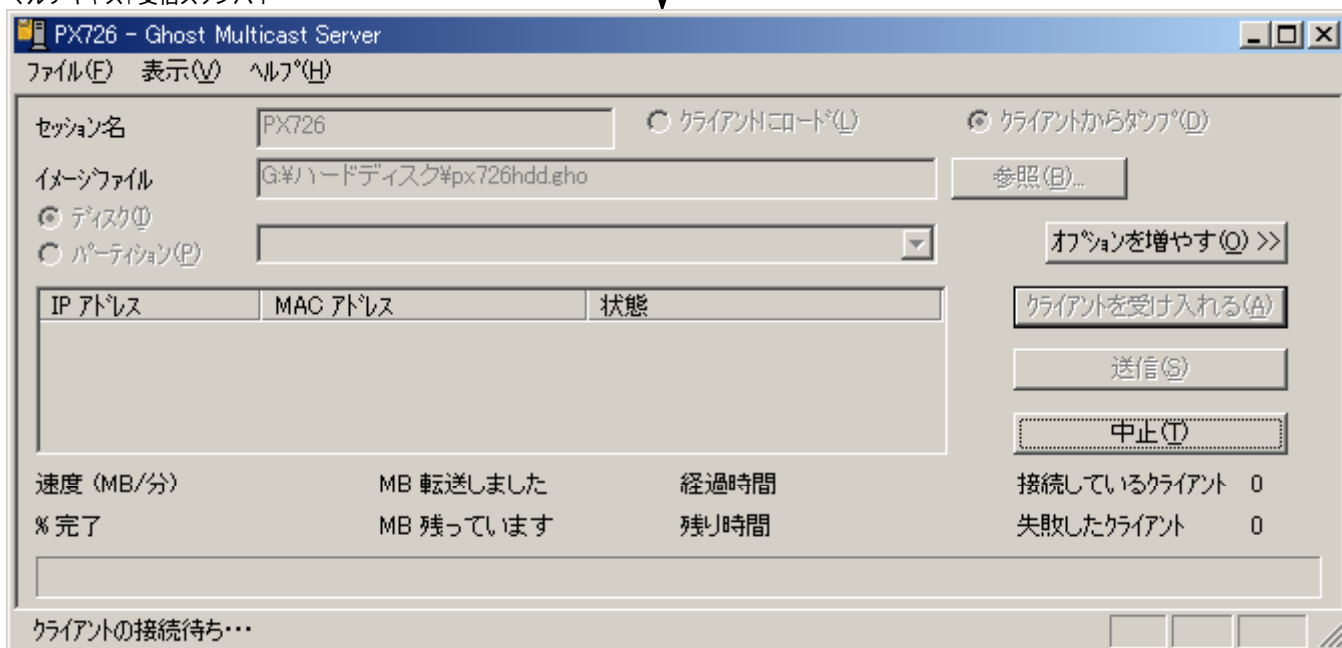 PX726 - Ghost Multicast Server
ファイル(F) 表示(V) ヘルプ(H)
セッション名 PX726 クライアントにロード(L) クライアントからダンプ(D)
イメージファイル G:¥ハードディスク¥px726hdd.gho 参照(B)...
ディスク(I)
パーティション(P) オプションを増やす(O) >>
IP アドレス MAC アドレス 状態 クライアントを受け入れる(A)
送信(S)
中止(T)
速度 (MB/分) MB 転送しました 経過時間 接続しているクライアント 0
% 完了 MB 残っています 残り時間 失敗したクライアント 0
クライアントの接続待ち・・・